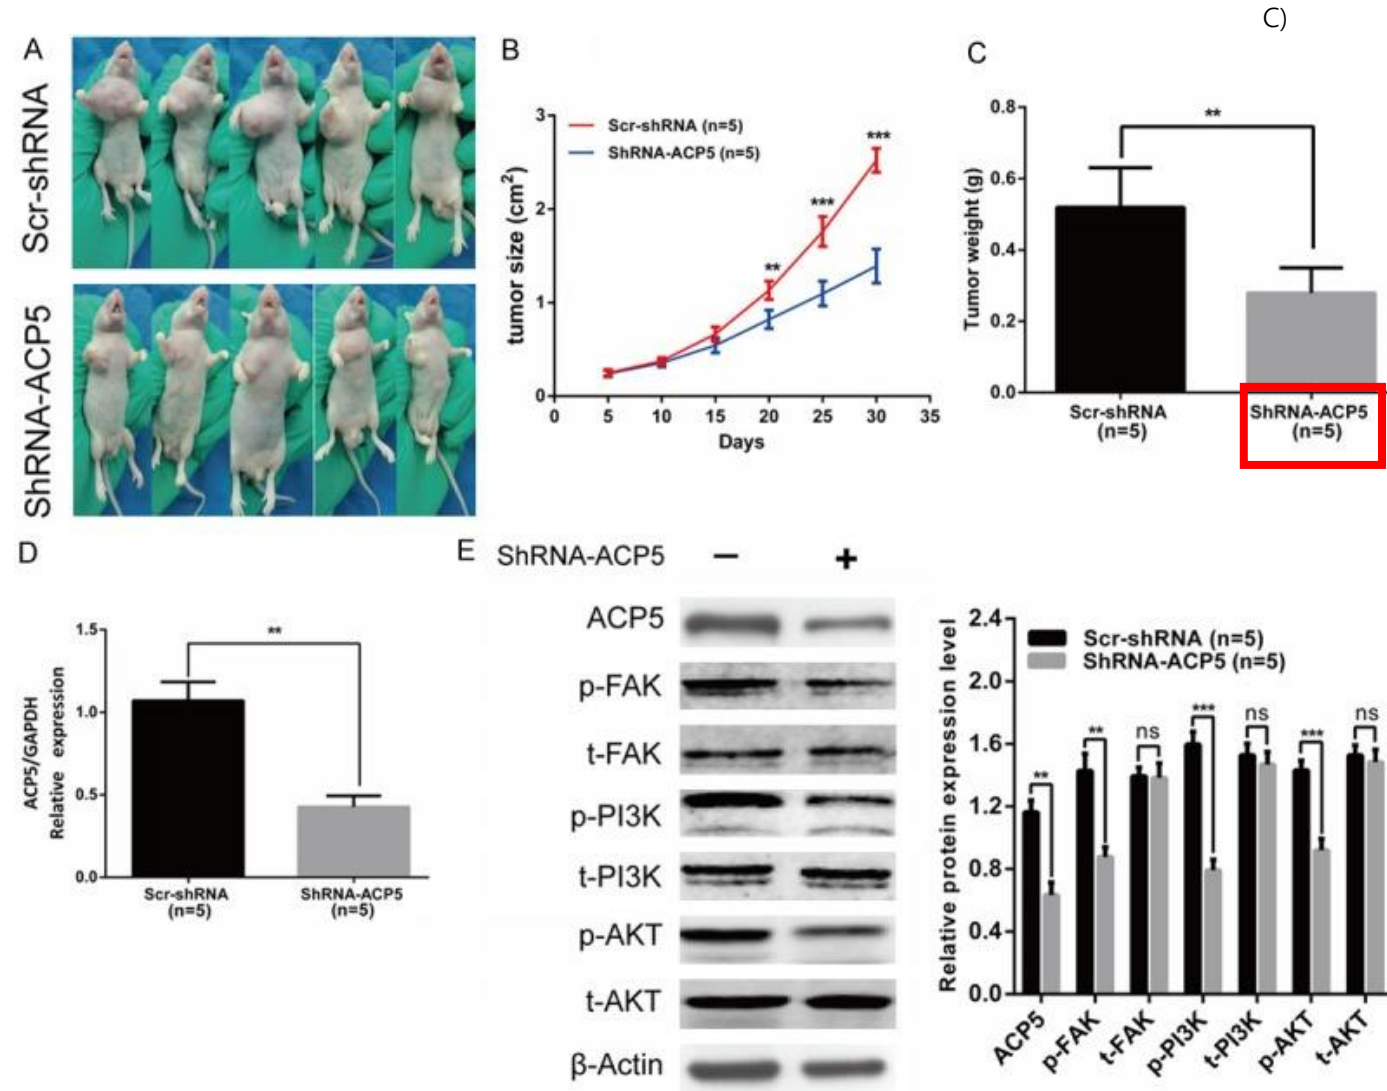 C)
A
Scr-shRNA
ShRNA-ACP5
B
tumor size (cm²)
3
2
1
0
Scr-shRNA (n=5)
ShRNA-ACP5 (n=5)
**
***
***
0 5 10 15 20 25 30 35
Days
C
Tumor weight (g)
0.8
0.6
0.4
0.2
0.0
**
Scr-shRNA
(n=5)
ShRNA-ACP5
(n=5)
D
ACP5/GAPDH
Relative expression
1.5
1.0
0.5
0.0
**
Scr-shRNA
(n=5)
ShRNA-ACP5
(n=5)
E
ShRNA-ACP5 − +
ACP5
p-FAK
t-FAK
p-PI3K
t-PI3K
p-AKT
t-AKT
β-Actin
Relative protein expression level
2.4
2.0
1.6
1.2
0.8
0.4
0.0
Scr-shRNA (n=5)
ShRNA-ACP5 (n=5)
** ** ns *** ns *** ns
ACP5 p-FAK t-FAK p-PI3K t-PI3K p-AKT t-AKT